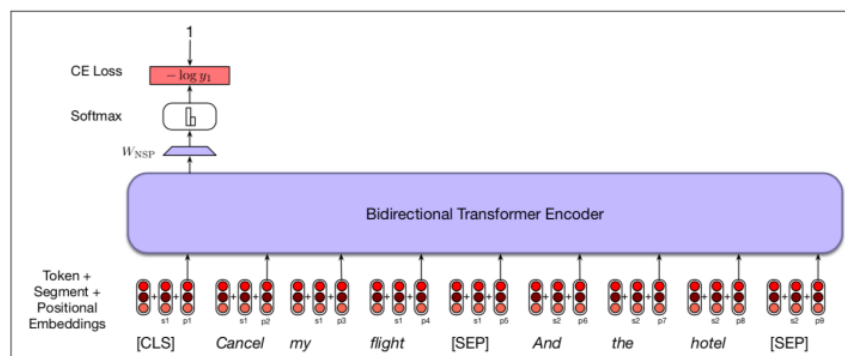 1
CE Loss
− log y₁
Softmax
W_NSP
Bidirectional Transformer Encoder
Token +
Segment +
Positional
Embeddings
+ + + + + + + + + + + + + + + + + +
s1 p1 s1 p2 s1 p3 s1 p4 s1 p5 s2 p6 s2 p7 s2 p8 s2 p9
[CLS] Cancel my flight [SEP] And the hotel [SEP]